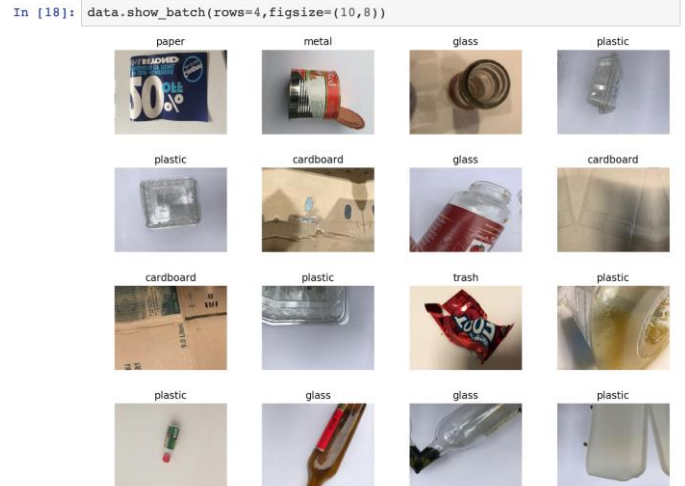 In [18]: data.show_batch(rows=4,figsize=(10,8))
paper metal glass plastic
50%
OFF
plastic cardboard glass cardboard
cardboard plastic trash plastic
plastic glass glass plastic